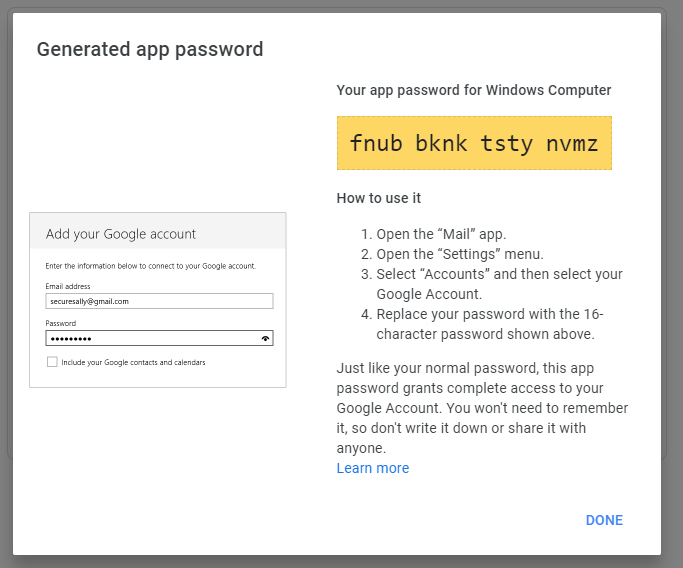 Generated app password
Your app password for Windows Computer
fnub bknk tsty nvmz
How to use it
1. Open the “Mail” app.
2. Open the “Settings” menu.
3. Select “Accounts” and then select your
Google Account.
4. Replace your password with the 16-
character password shown above.
Just like your normal password, this app
password grants complete access to your
Google Account. You won't need to remember
it, so don't write it down or share it with
anyone.
Learn more
Add your Google account
Enter the information below to connect to your Google account.
Email address
securesally@gmail.com
Password
•••••••••
Include your Google contacts and calendars
DONE